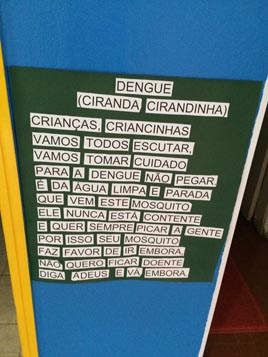 DENGUE
(CIRANDA CIRANDINHA)
CRIANÇAS, CRIANCINHAS
VAMOS TODOS ESCUTAR,
VAMOS TOMAR CUIDADO
PARA A DENGUE NÃO PEGAR.
É DA ÁGUA LIMPA E PARADA
QUE VEM ESTE MOSQUITO
ELE NUNCA ESTÁ CONTENTE
E QUER SEMPRE PICAR A GENTE
POR ISSO SEU MOSQUITO
FAZ FAVOR DE IR EMBORA,
NÃO QUERO FICAR DOENTE
DIGA ADEUS E VÁ EMBORA.